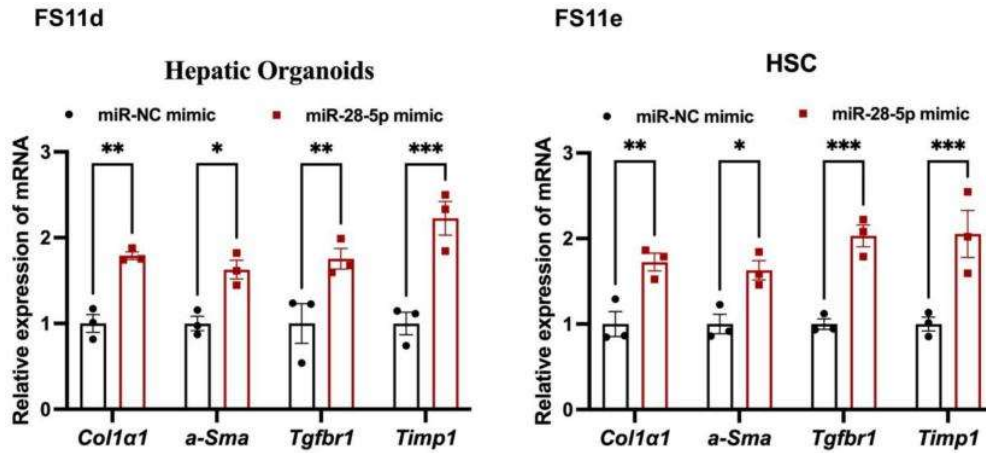 FS11d
Hepatic Organoids
miR-NC mimic miR-28-5p mimic
Relative expression of mRNA
3
2
1
0
** * ** ***
Col1α1 a-Sma Tgfbr1 Timp1
FS11e
HSC
miR-NC mimic miR-28-5p mimic
Relative expression of mRNA
3
2
1
0
** * *** ***
Col1α1 a-Sma Tgfbr1 Timp1